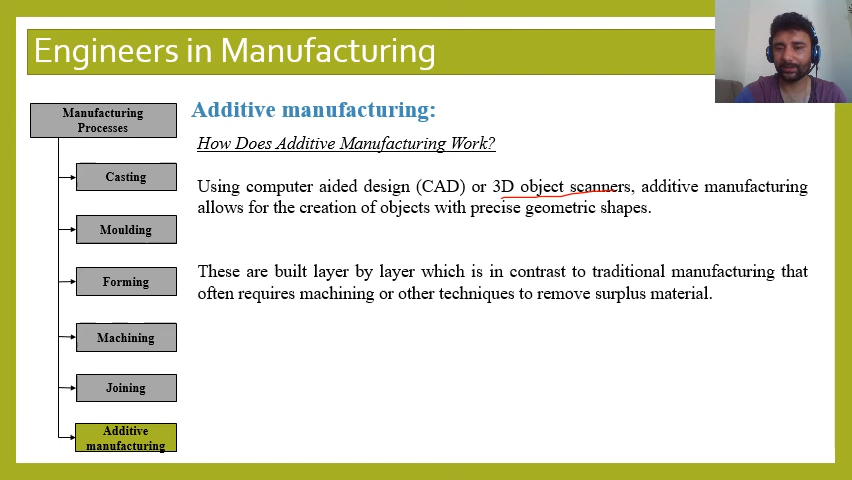 Engineers in Manufacturing
Manufacturing
Processes
Casting
Moulding
Forming
Machining
Joining
Additive
manufacturing
Additive manufacturing:
How Does Additive Manufacturing Work?
Using computer aided design (CAD) or 3D object scanners, additive manufacturing
allows for the creation of objects with precise geometric shapes.
These are built layer by layer which is in contrast to traditional manufacturing that
often requires machining or other techniques to remove surplus material.